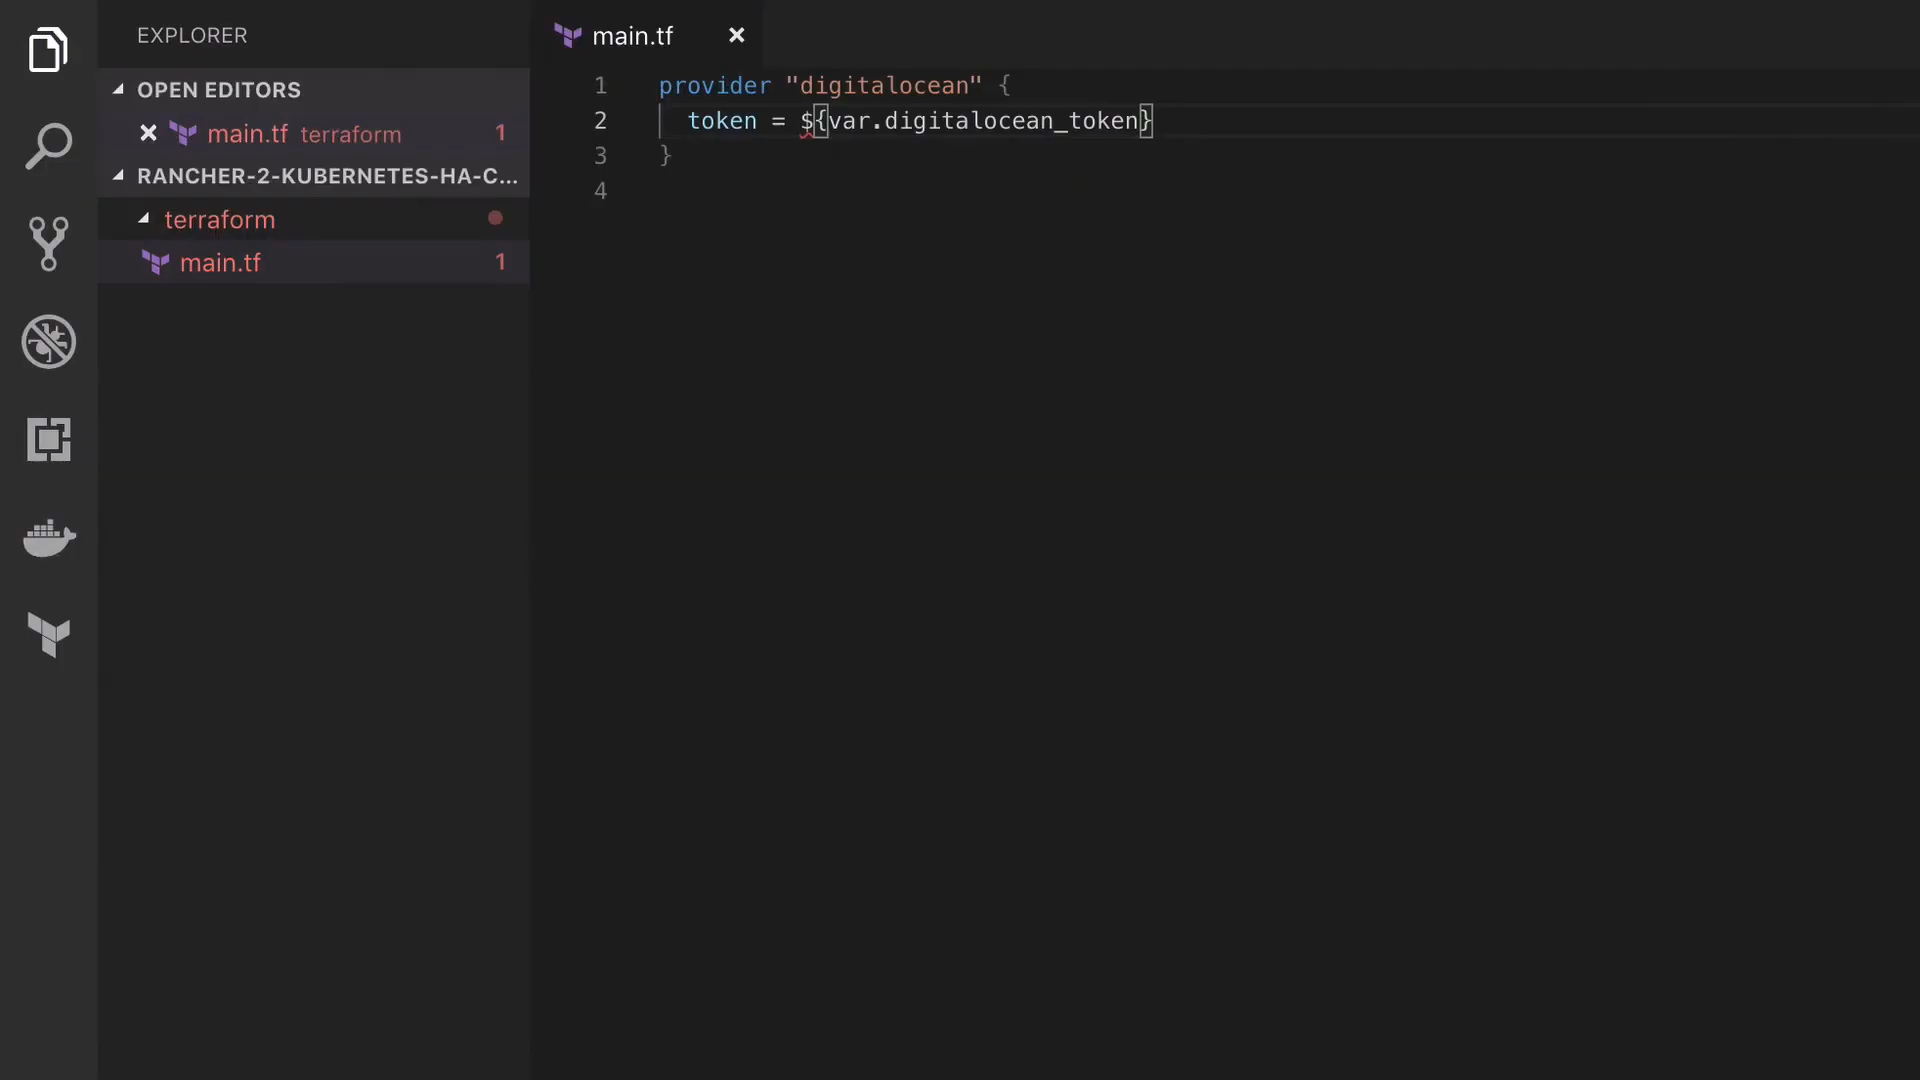 EXPLORER
OPEN EDITORS
main.tf terraform 1
RANCHER-2-KUBERNETES-HA-C...
terraform
main.tf 1
main.tf
1 provider "digitalocean" {
2 token = ${var.digitalocean_token}
3 }
4